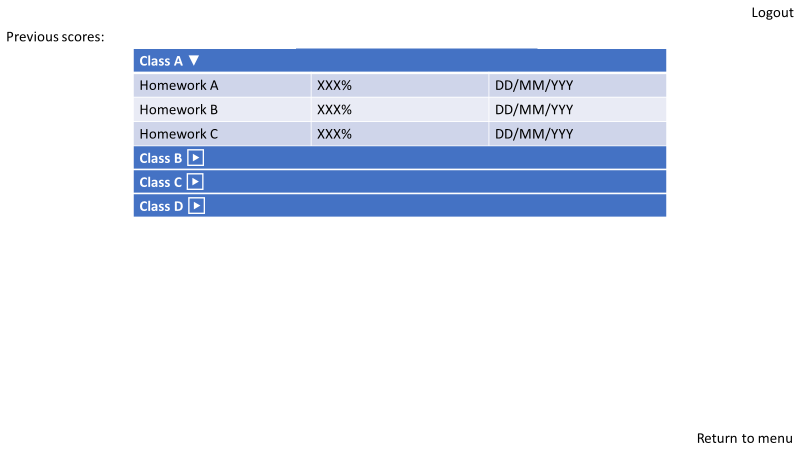 Logout
Previous scores:
Class A ▼
Homework A XXX% DD/MM/YYY
Homework B XXX% DD/MM/YYY
Homework C XXX% DD/MM/YYY
Class B ▶
Class C ▶
Class D ▶
Return to menu